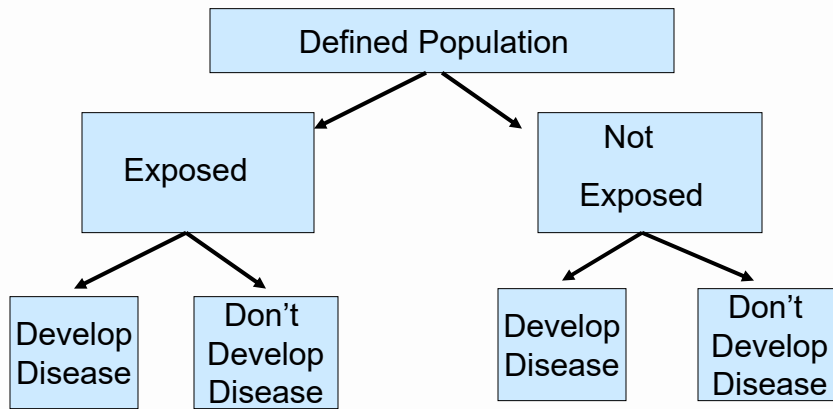 Defined Population
Exposed
Not
Exposed
Develop
Disease
Don’t
Develop
Disease
Develop
Disease
Don’t
Develop
Disease